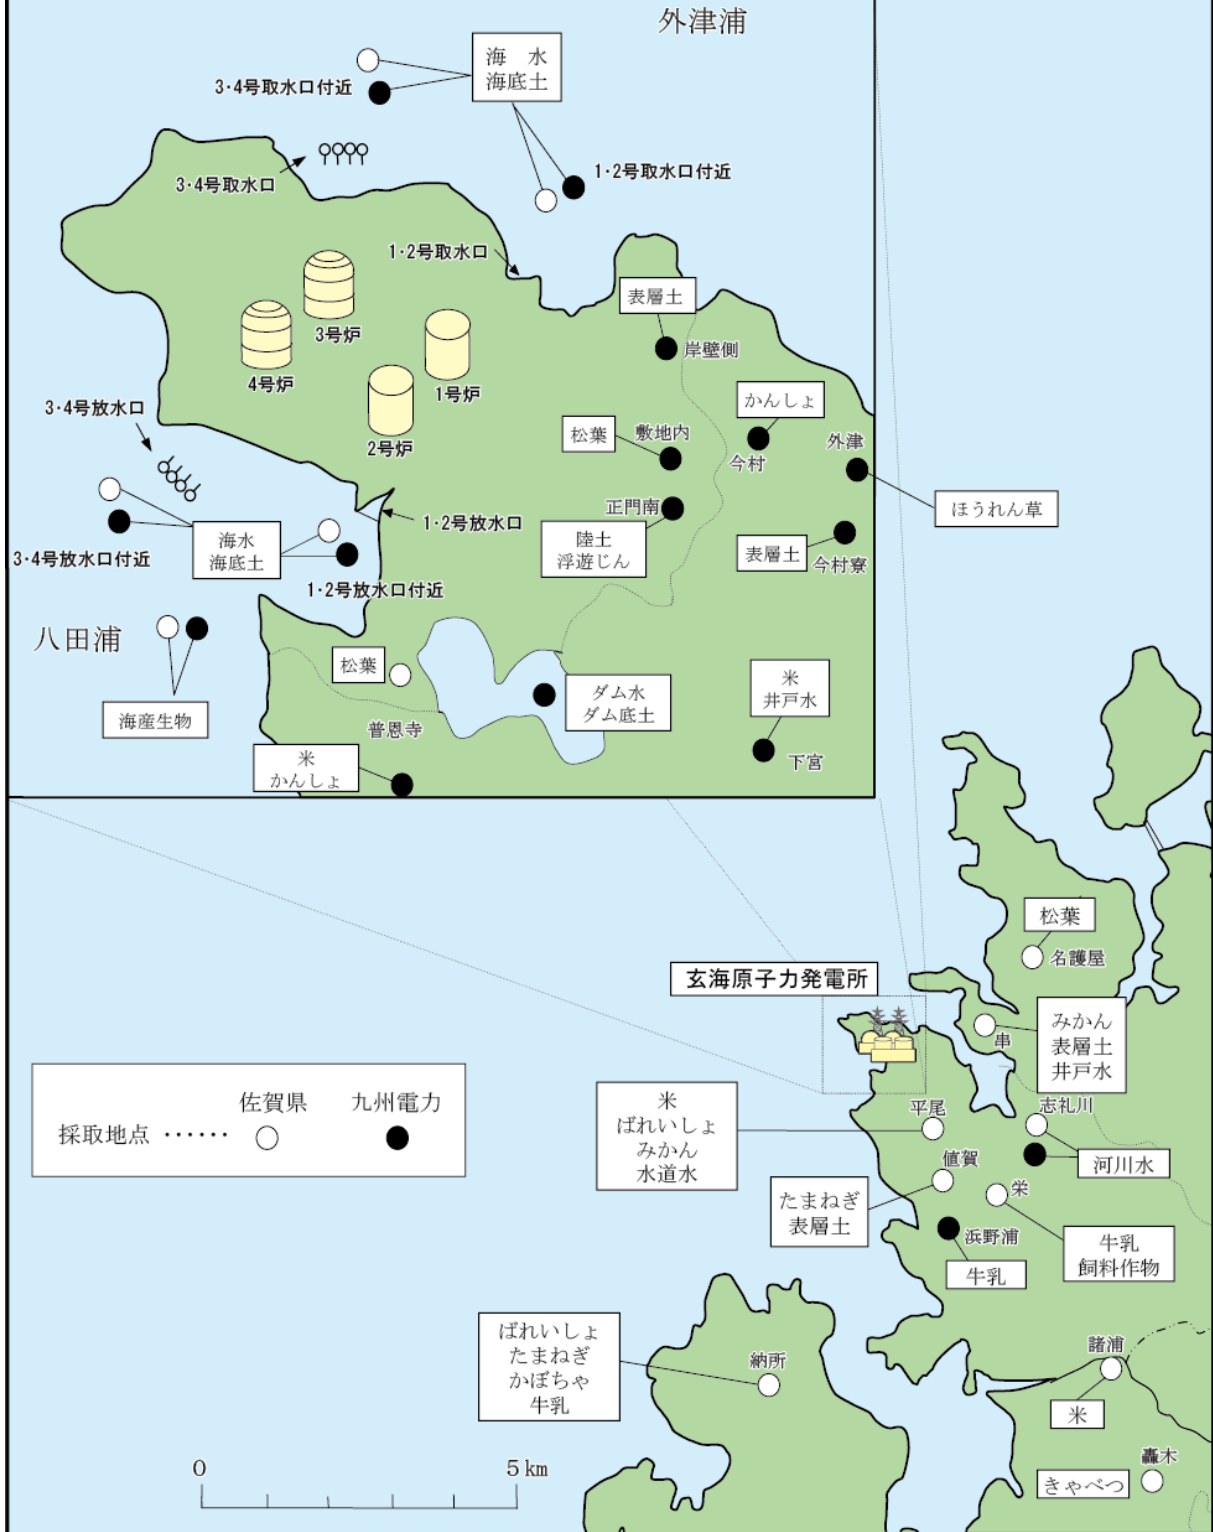 外津浦
海 水
海底土
3・4号取水口付近
1・2号取水口付近
3・4号取水口
1・2号取水口
表層土
岸壁側
3号炉
4号炉
1号炉
2号炉
かんしょ
今村
松葉
敷地内
外津
ほうれん草
3・4号放水口
正門南
陸土
浮遊じん
表層土
今村寮
1・2号放水口
海水
海底土
3・4号放水口付近
1・2号放水口付近
八田浦
海産生物
松葉
普恩寺
米
かんしょ
ダム水
ダム底土
米
井戸水
下宮
松葉
名護屋
玄海原子力発電所
串
みかん
表層土
井戸水
佐賀県 九州電力
採取地点 ‥‥‥
米
ばれいしょ
みかん
水道水
平尾
志礼川
河川水
値賀
たまねぎ
表層土
栄
牛乳
飼料作物
浜野浦
牛乳
ばれいしょ
たまねぎ
かぼちゃ
牛乳
納所
諸浦
米
轟木
きゃべつ
0 5km